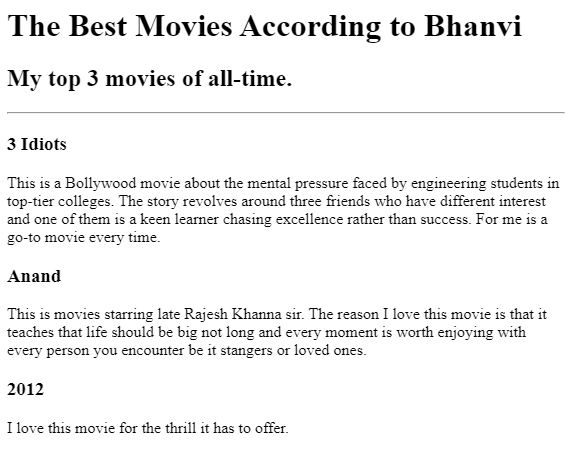 The Best Movies According to Bhanvi
My top 3 movies of all-time.
3 Idiots
This is a Bollywood movie about the mental pressure faced by engineering students in
top-tier colleges. The story revolves around three friends who have different interest
and one of them is a keen learner chasing excellence rather than success. For me is a
go-to movie every time.
Anand
This is movies starring late Rajesh Khanna sir. The reason I love this movie is that it
teaches that life should be big not long and every moment is worth enjoying with
every person you encounter be it stangers or loved ones.
2012
I love this movie for the thrill it has to offer.